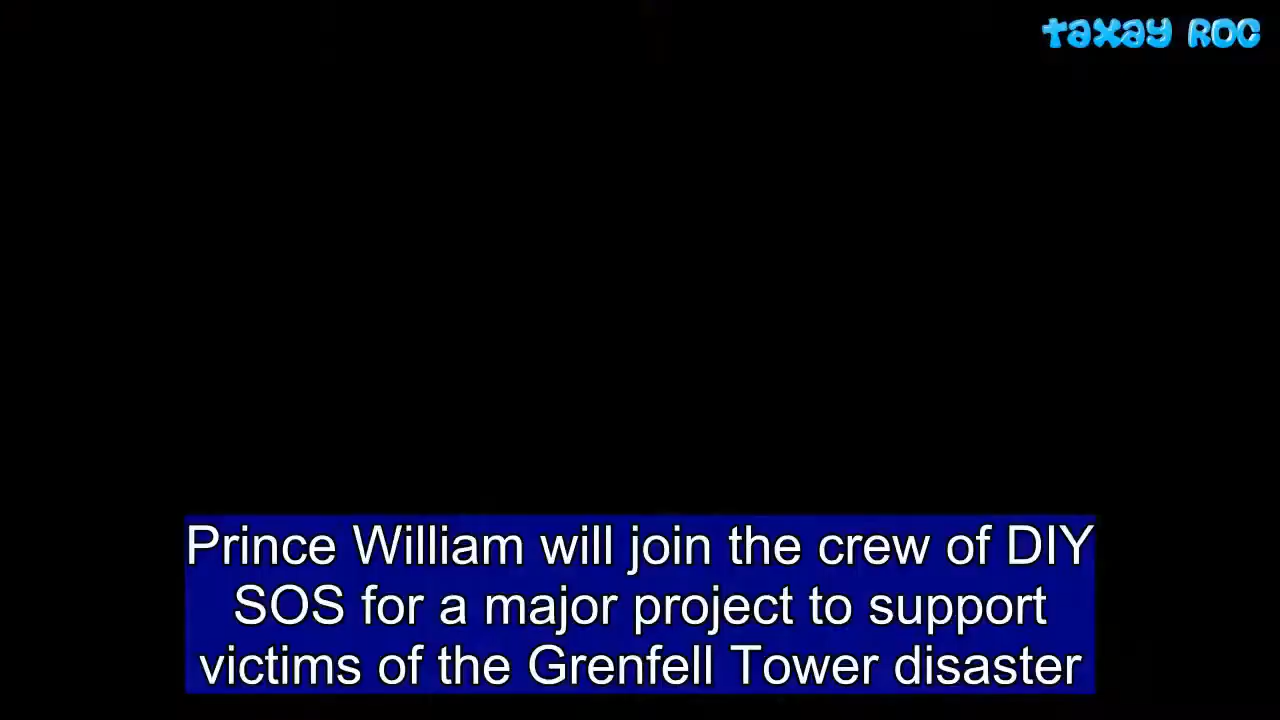 TAXAY ROC
Prince William will join the crew of DIY
SOS for a major project to support
victims of the Grenfell Tower disaster